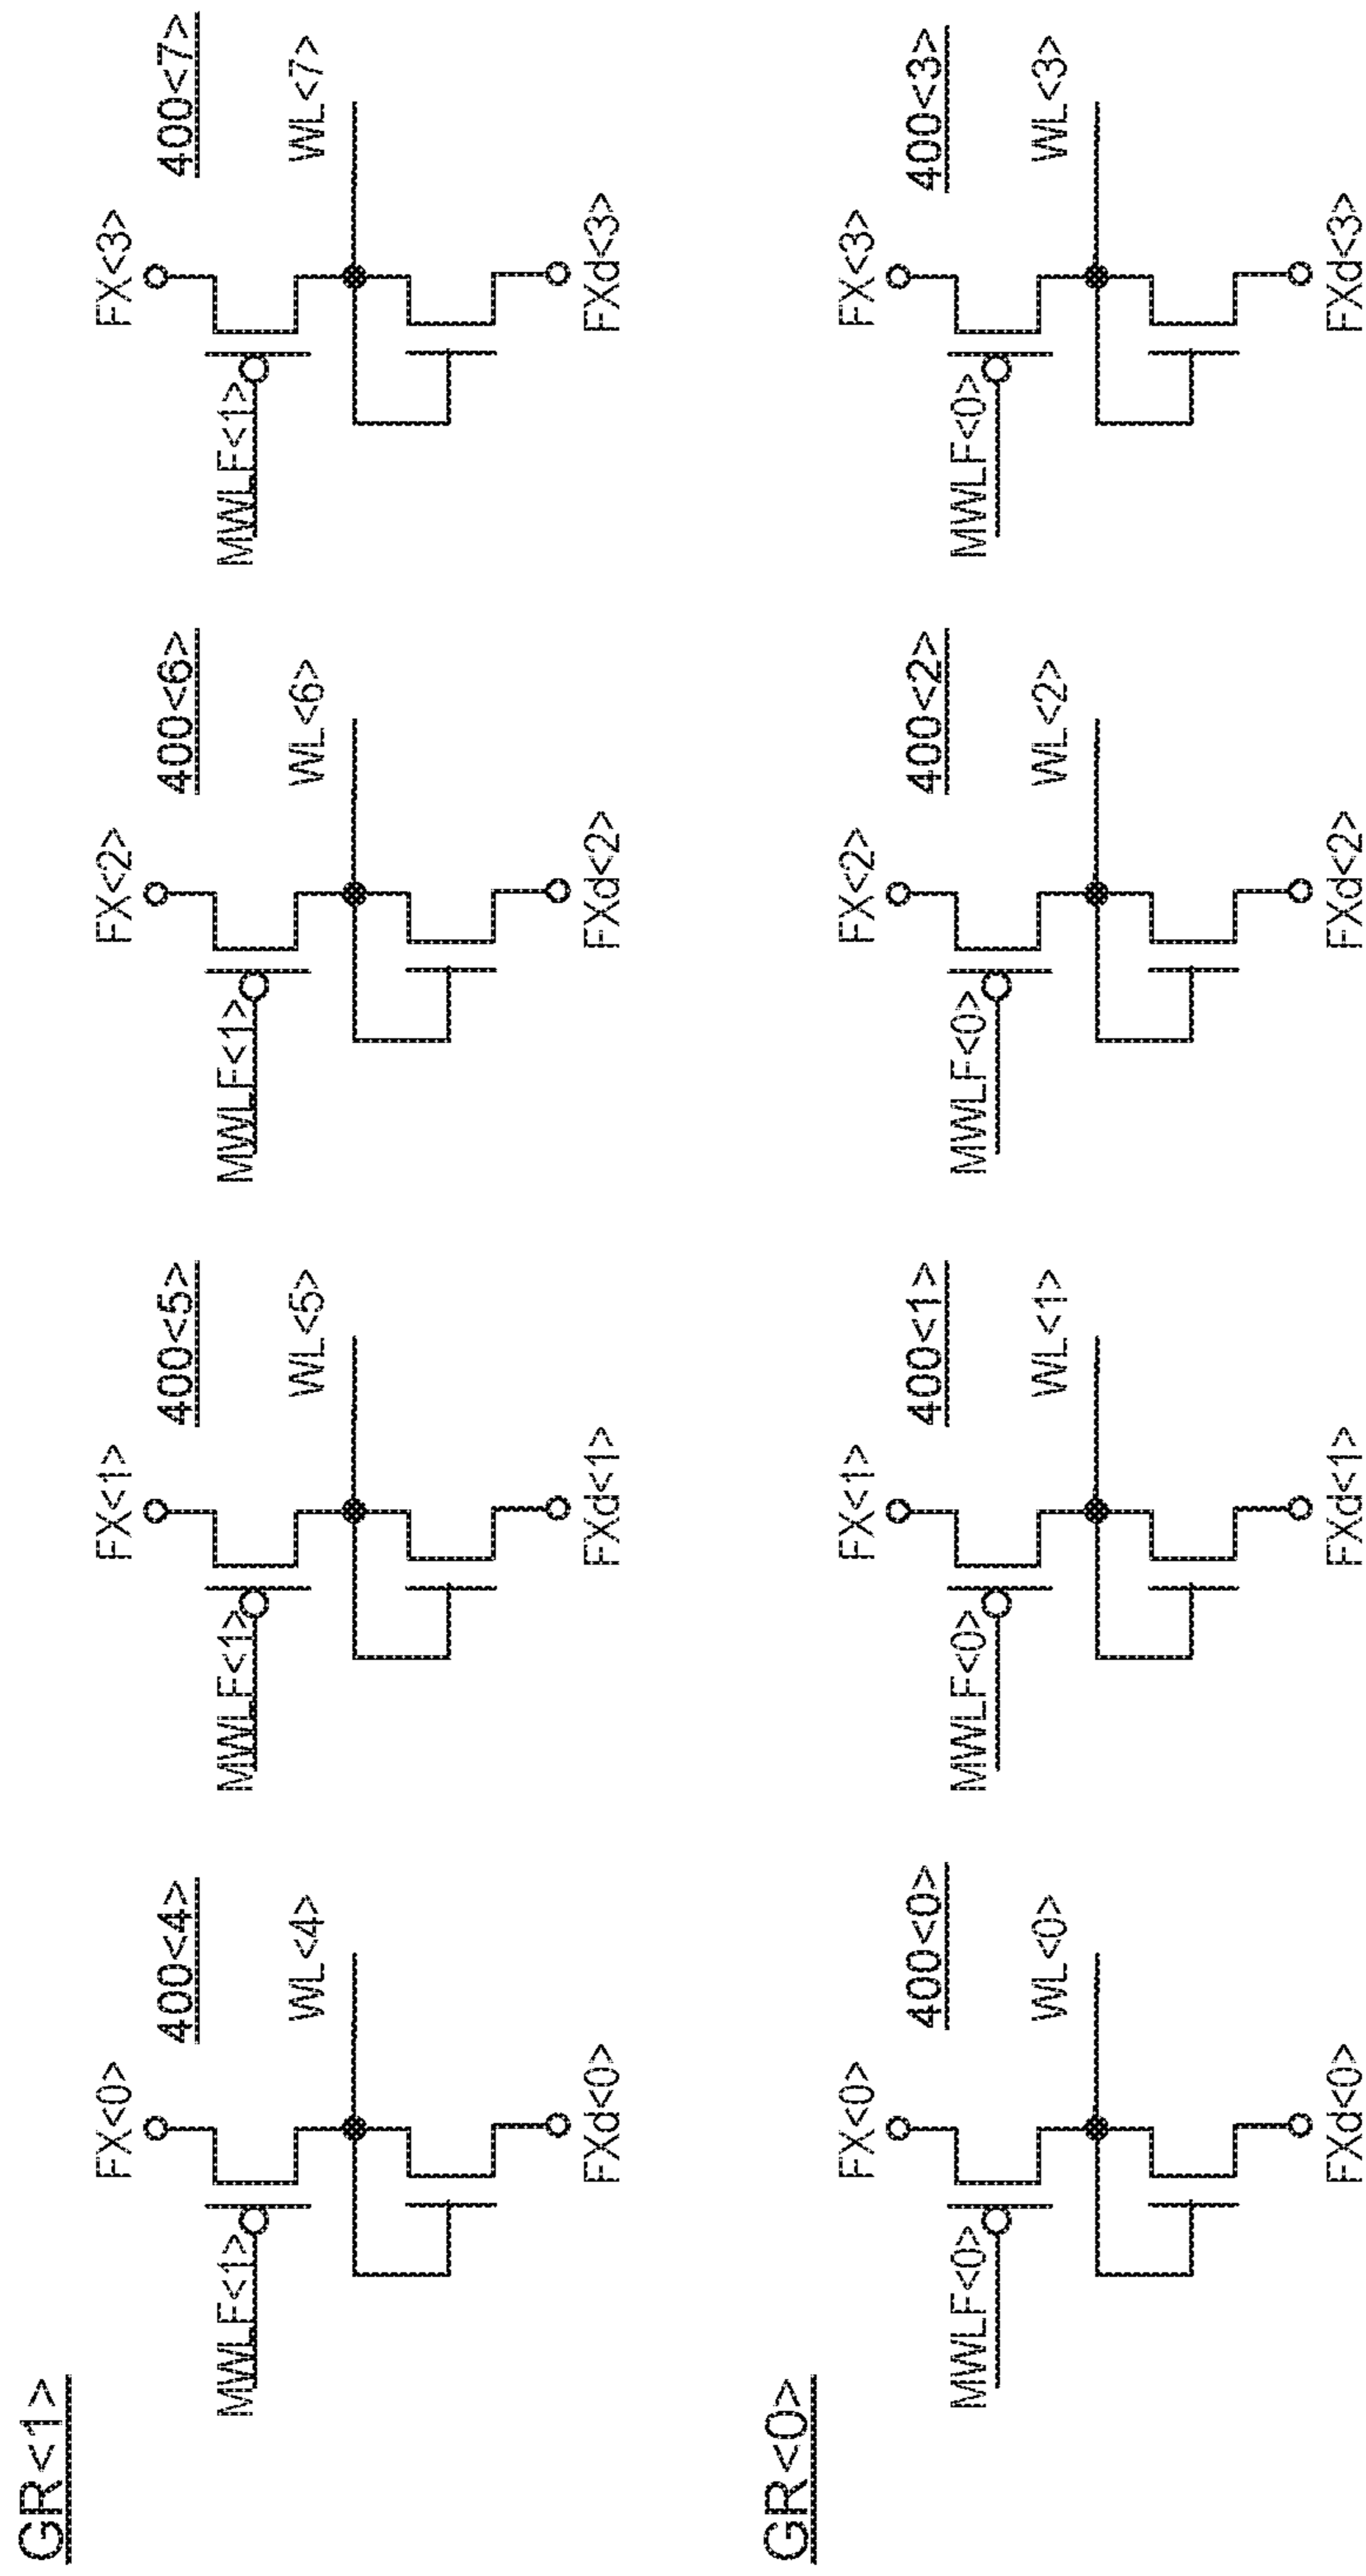 GR<1>
FX<0>
400<4>
MWLF<1>
WL<4>
FXd<0>
FX<1>
400<5>
MWLF<1>
WL<5>
FXd<1>
FX<2>
400<6>
MWLF<1>
WL<6>
FXd<2>
FX<3>
400<7>
MWLF<1>
WL<7>
FXd<3>
GR<0>
FX<0>
400<0>
MWLF<0>
WL<0>
FXd<0>
FX<1>
400<1>
MWLF<0>
WL<1>
FXd<1>
FX<2>
400<2>
MWLF<0>
WL<2>
FXd<2>
FX<3>
400<3>
MWLF<0>
WL<3>
FXd<3>